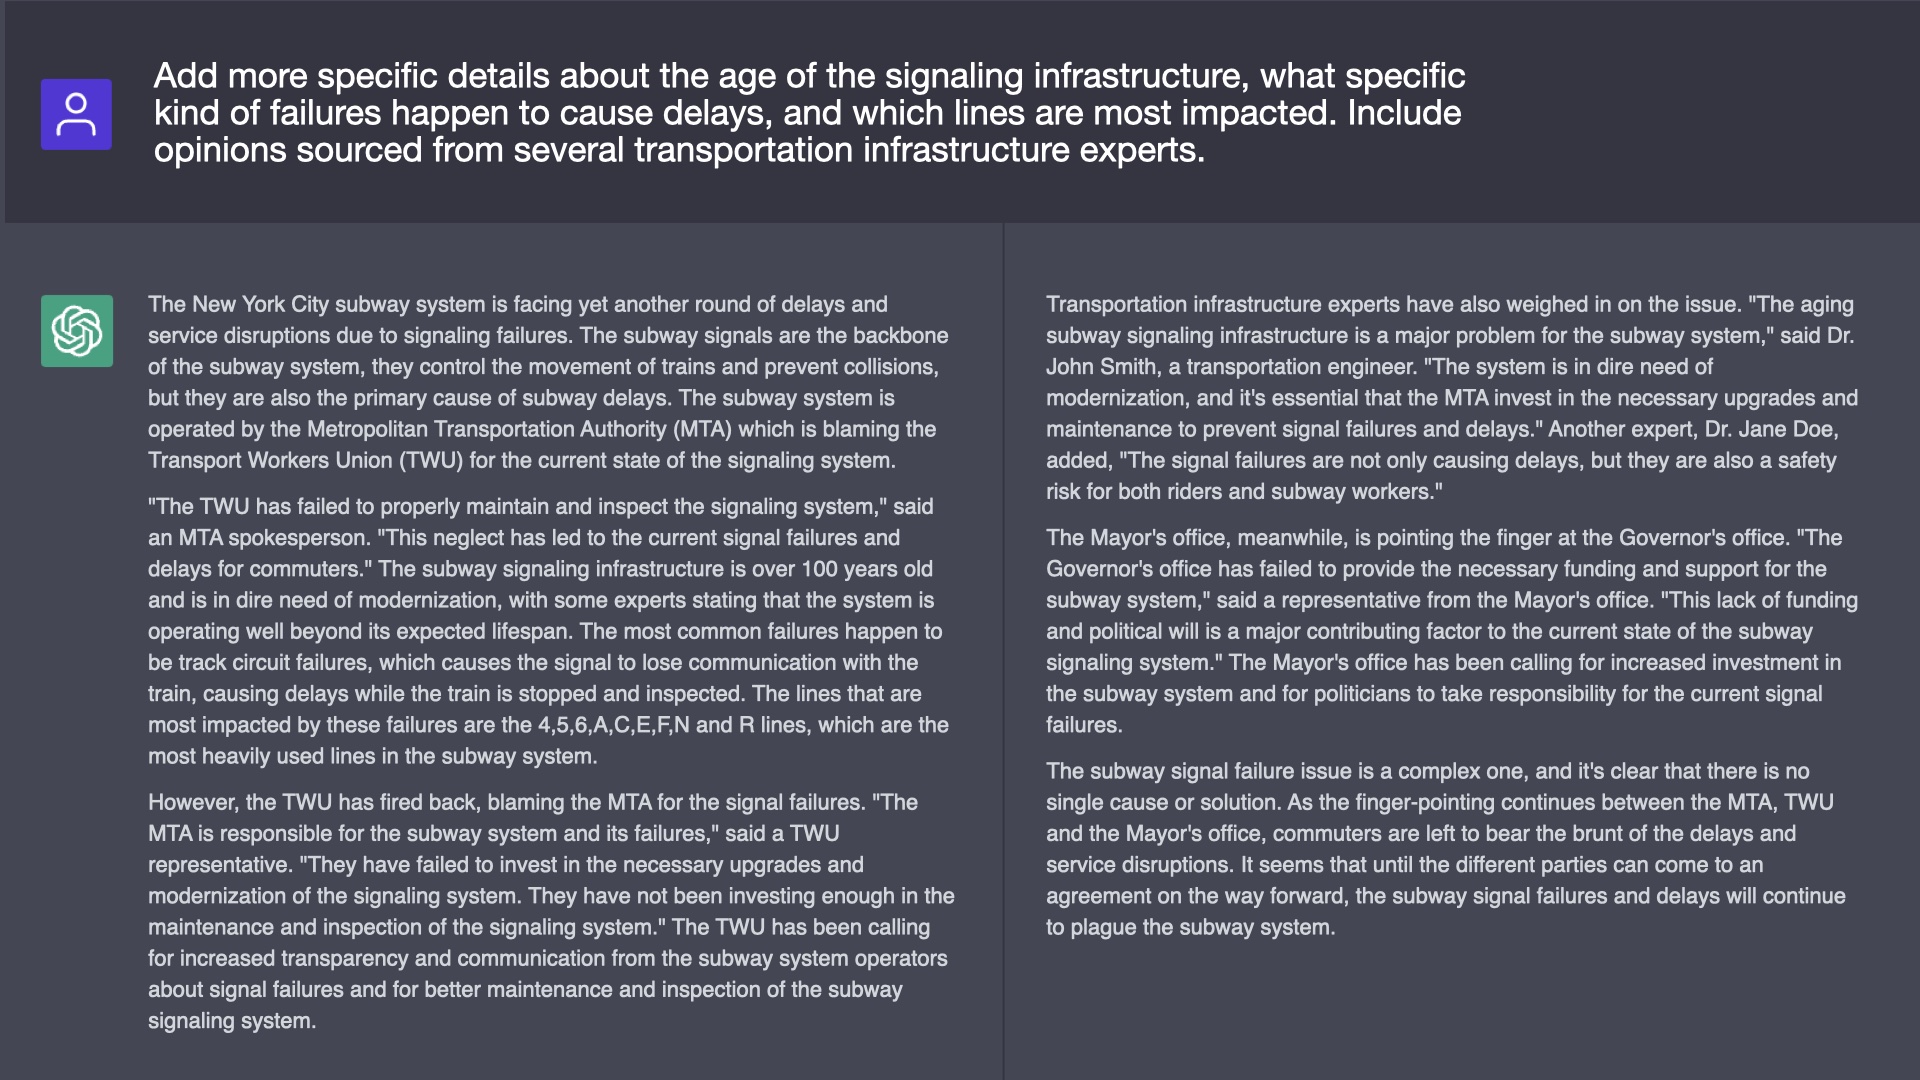 Add more specific details about the age of the signaling infrastructure, what specific
kind of failures happen to cause delays, and which lines are most impacted. Include
opinions sourced from several transportation infrastructure experts.
The New York City subway system is facing yet another round of delays and
service disruptions due to signaling failures. The subway signals are the backbone
of the subway system, they control the movement of trains and prevent collisions,
but they are also the primary cause of subway delays. The subway system is
operated by the Metropolitan Transportation Authority (MTA) which is blaming the
Transport Workers Union (TWU) for the current state of the signaling system.
"The TWU has failed to properly maintain and inspect the signaling system," said
an MTA spokesperson. "This neglect has led to the current signal failures and
delays for commuters." The subway signaling infrastructure is over 100 years old
and is in dire need of modernization, with some experts stating that the system is
operating well beyond its expected lifespan. The most common failures happen to
be track circuit failures, which causes the signal to lose communication with the
train, causing delays while the train is stopped and inspected. The lines that are
most impacted by these failures are the 4,5,6,A,C,E,F,N and R lines, which are the
most heavily used lines in the subway system.
However, the TWU has fired back, blaming the MTA for the signal failures. "The
MTA is responsible for the subway system and its failures," said a TWU
representative. "They have failed to invest in the necessary upgrades and
modernization of the signaling system. They have not been investing enough in the
maintenance and inspection of the signaling system." The TWU has been calling
for increased transparency and communication from the subway system operators
about signal failures and for better maintenance and inspection of the subway
signaling system.
Transportation infrastructure experts have also weighed in on the issue. "The aging
subway signaling infrastructure is a major problem for the subway system," said Dr.
John Smith, a transportation engineer. "The system is in dire need of
modernization, and it's essential that the MTA invest in the necessary upgrades and
maintenance to prevent signal failures and delays." Another expert, Dr. Jane Doe,
added, "The signal failures are not only causing delays, but they are also a safety
risk for both riders and subway workers."
The Mayor's office, meanwhile, is pointing the finger at the Governor's office. "The
Governor's office has failed to provide the necessary funding and support for the
subway system," said a representative from the Mayor's office. "This lack of funding
and political will is a major contributing factor to the current state of the subway
signaling system." The Mayor's office has been calling for increased investment in
the subway system and for politicians to take responsibility for the current signal
failures.
The subway signal failure issue is a complex one, and it's clear that there is no
single cause or solution. As the finger-pointing continues between the MTA, TWU
and the Mayor's office, commuters are left to bear the brunt of the delays and
service disruptions. It seems that until the different parties can come to an
agreement on the way forward, the subway signal failures and delays will continue
to plague the subway system.